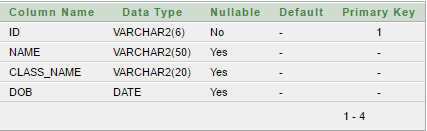 Column Name Data Type Nullable Default Primary Key
ID VARCHAR2(6) No - 1
NAME VARCHAR2(50) Yes - -
CLASS_NAME VARCHAR2(20) Yes - -
DOB DATE Yes - -
1 - 4